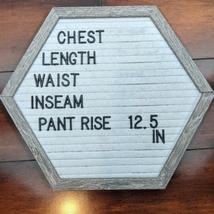 CHEST
LENGTH
WAIST
INSEAM
PANT RISE 12.5
IN